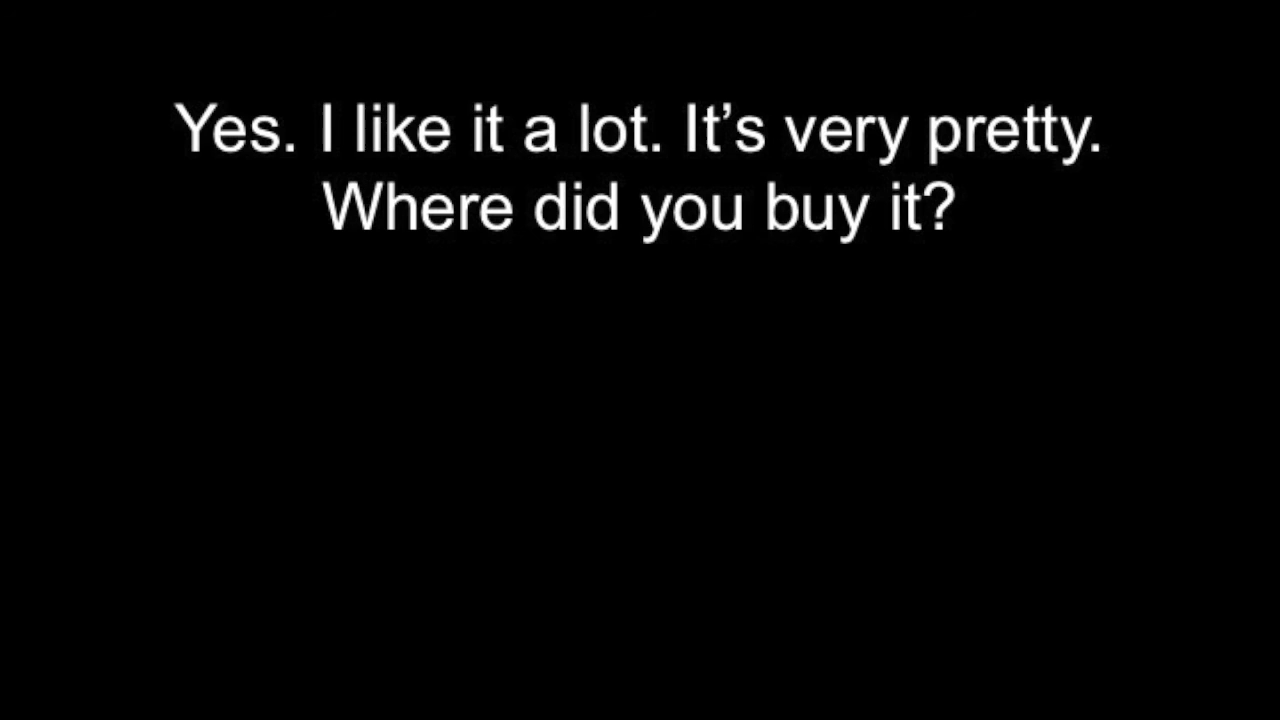 Yes. I like it a lot. It’s very pretty.
Where did you buy it?